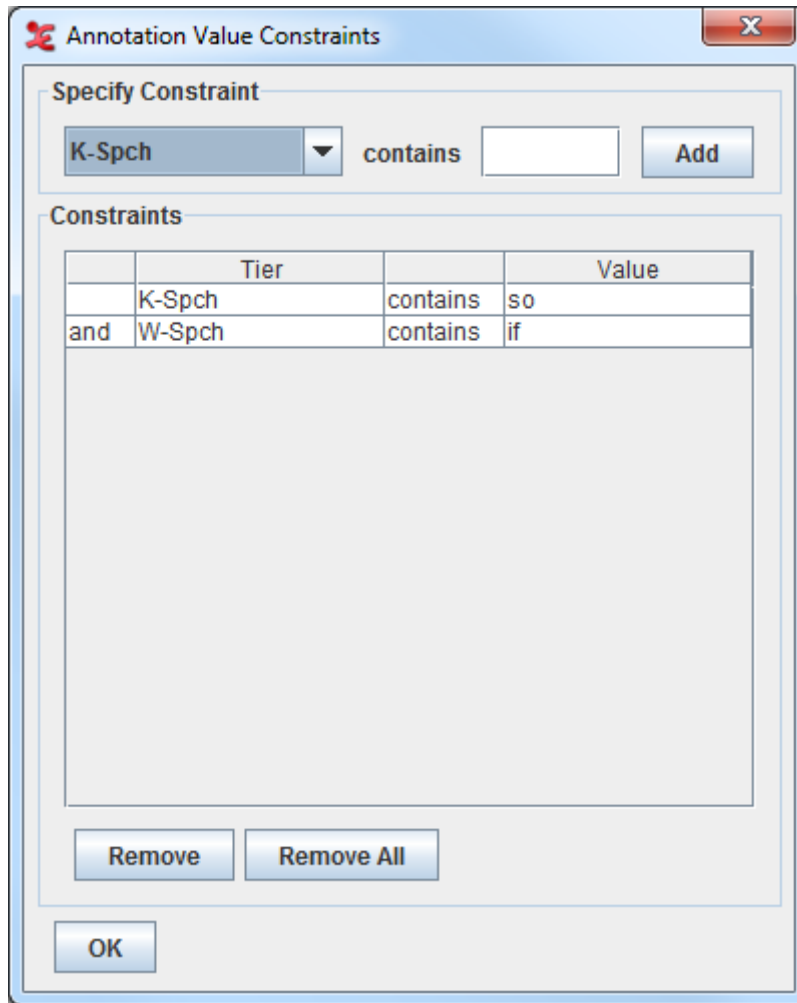 Annotation Value Constraints
Specify Constraint
K-Spch contains Add
Constraints
Tier Value
K-Spch contains so
and W-Spch contains if
Remove Remove All
OK